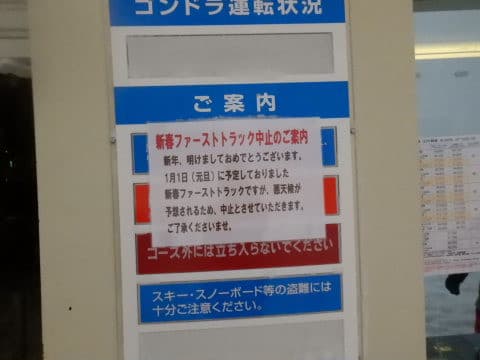 ゴンドラ運転状況
ご案内
新春ファーストトラック中止のご案内
新年、明けましておめでとうございます。
1月1日（元旦）に予定しておりました
新春ファーストトラックですが、悪天候が
予想されるため、中止とさせていただきます。
ご了承くださいませ。
コース外には立ち入らないでください
スキー・スノーボード等の盗難には
十分ご注意ください。